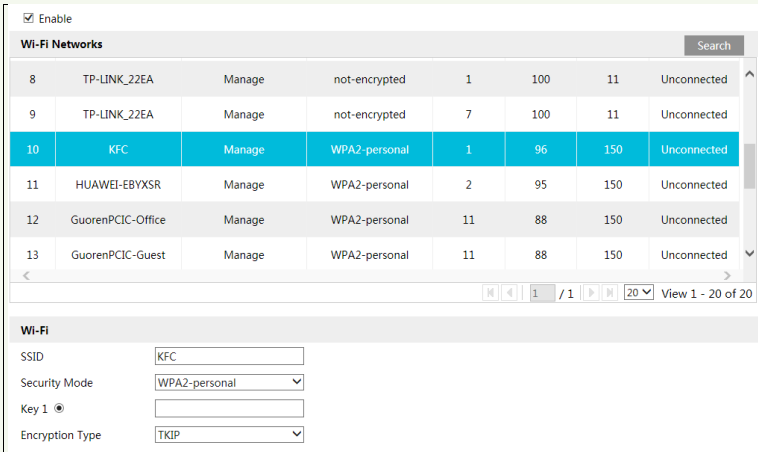 Enable
Wi-Fi Networks Search
8 TP-LINK_22EA Manage not-encrypted 1 100 11 Unconnected
9 TP-LINK_22EA Manage not-encrypted 7 100 11 Unconnected
10 KFC Manage WPA2-personal 1 96 150 Unconnected
11 HUAWEI-EBYXSR Manage WPA2-personal 2 95 150 Unconnected
12 GuorenPCIC-Office Manage WPA2-personal 11 88 150 Unconnected
13 GuorenPCIC-Guest Manage WPA2-personal 11 88 150 Unconnected
1 / 1 20 View 1 - 20 of 20
Wi-Fi
SSID KFC
Security Mode WPA2-personal
Key 1
Encryption Type TKIP